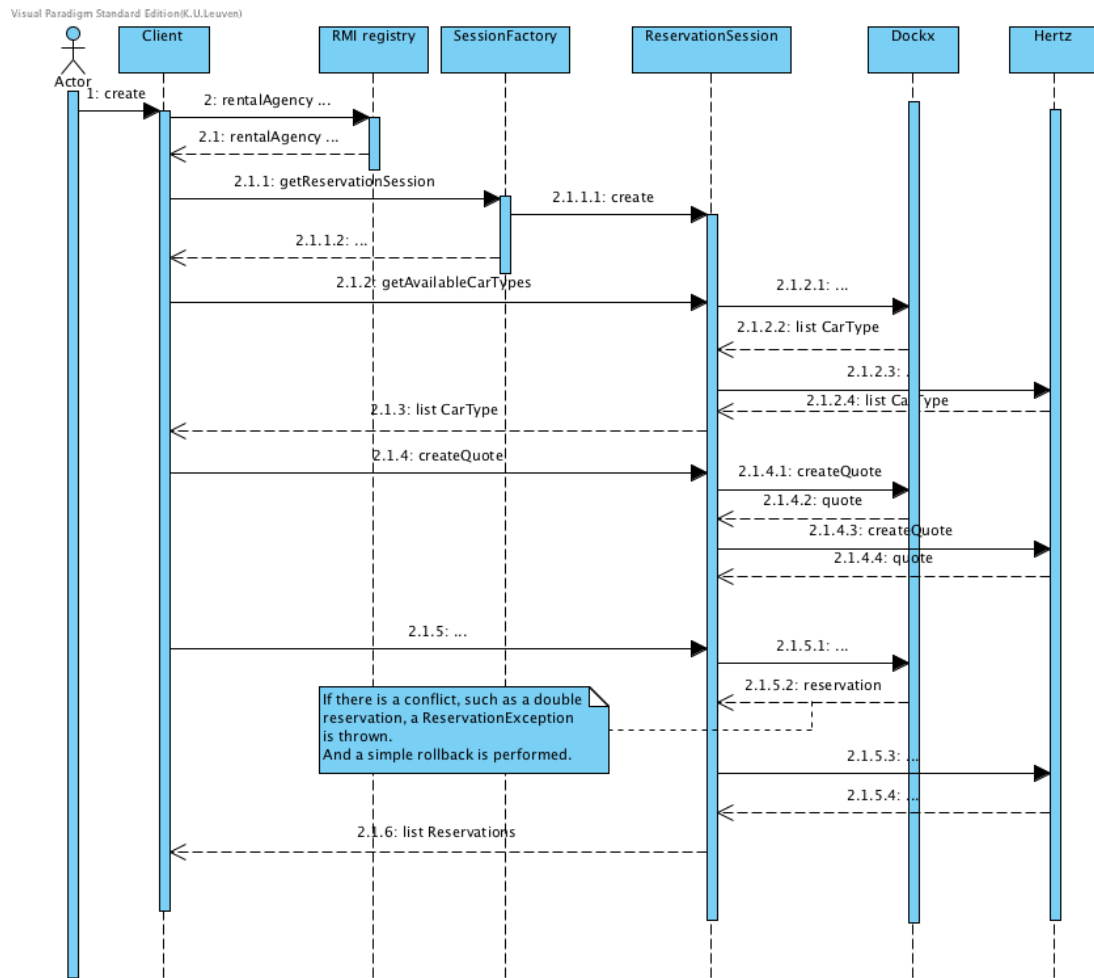 Visual Paradigm Standard Edition(K.U.Leuven)
Client
RMI registry
SessionFactory
ReservationSession
Dockx
Hertz
Actor
1: create
2: rentalAgency ...
2.1: rentalAgency ...
2.1.1: getReservationSession
2.1.1.1: create
2.1.1.2: ...
2.1.2: getAvailableCarTypes
2.1.2.1: ...
2.1.2.2: list CarType
2.1.2.3: .
2.1.2.4: list CarType
2.1.3: list CarType
2.1.4: createQuote
2.1.4.1: createQuote
2.1.4.2: quote
2.1.4.3: createQuote
2.1.4.4: quote
2.1.5: ...
2.1.5.1: ...
2.1.5.2: reservation
If there is a conflict, such as a double
reservation, a ReservationException
is thrown.
And a simple rollback is performed.
2.1.5.3: ...
2.1.5.4: ...
2.1.6: list Reservations